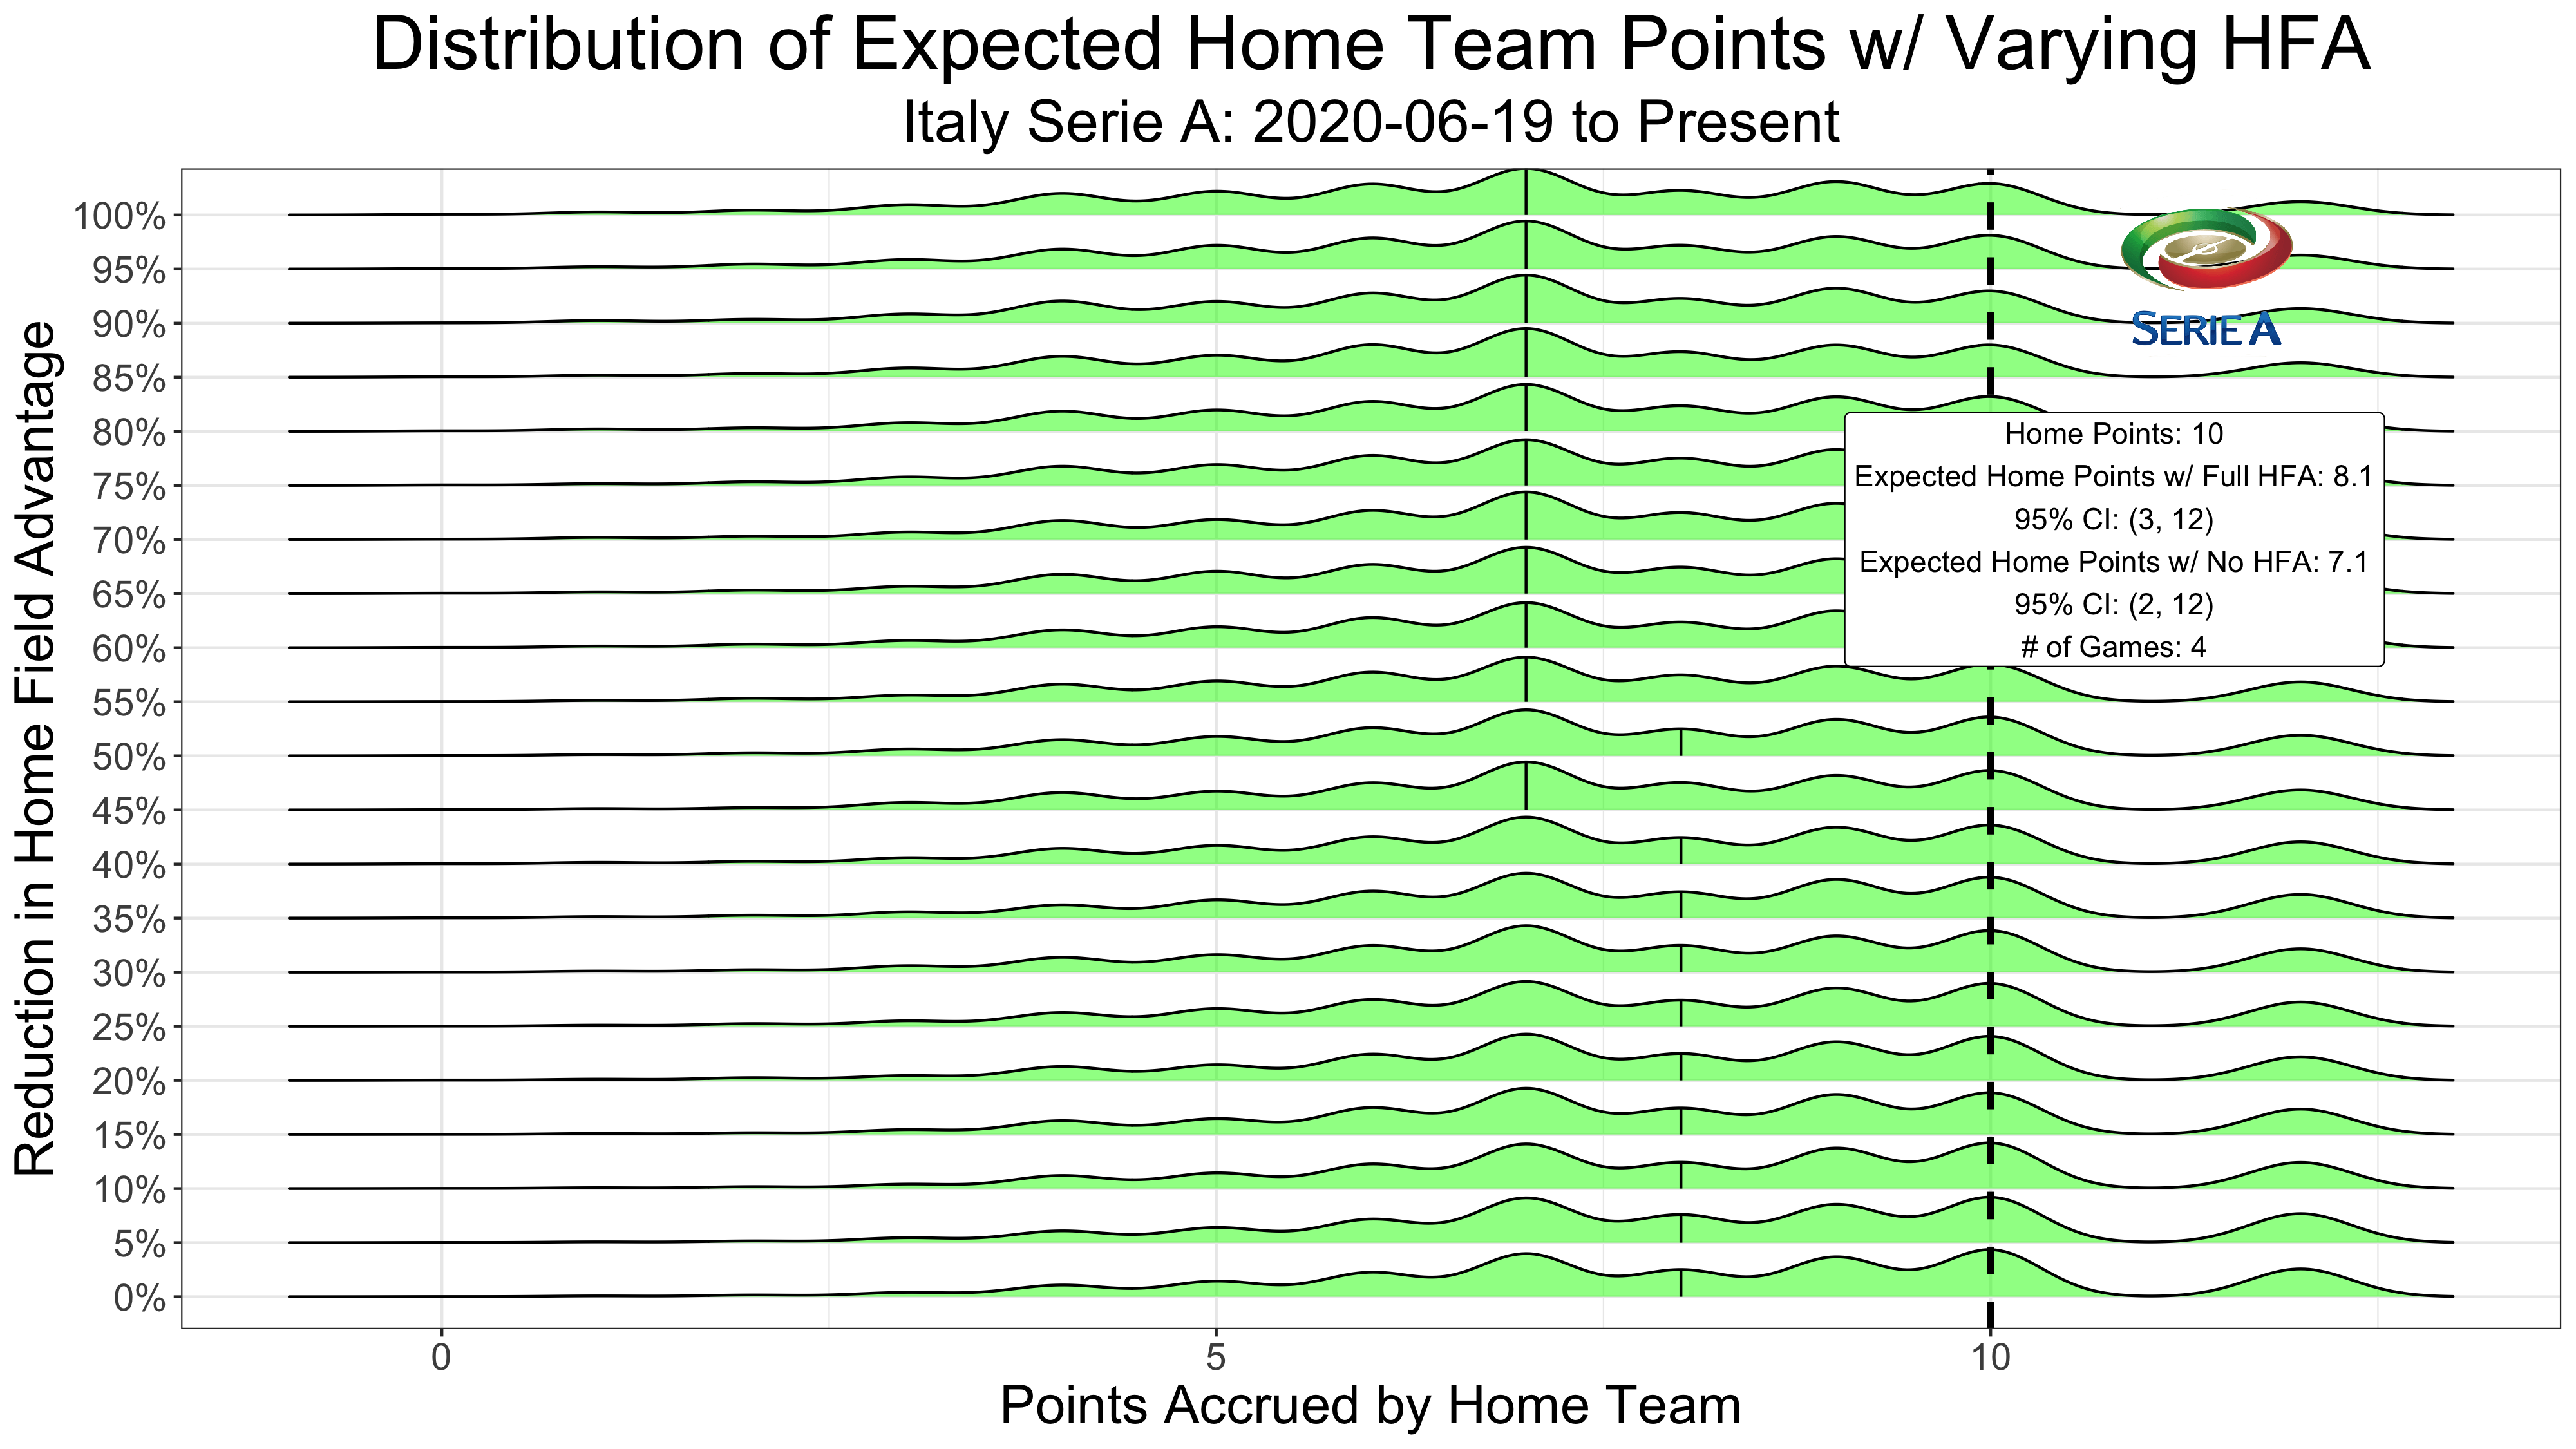 Distribution of Expected Home Team Points w/ Varying HFA
Italy Serie A: 2020-06-19 to Present
Reduction in Home Field Advantage
100%
95%
90%
85%
80%
75%
70%
65%
60%
55%
50%
45%
40%
35%
30%
25%
20%
15%
10%
5%
0%
SERIE A
Home Points: 10
Expected Home Points w/ Full HFA: 8.1
95% CI: (3, 12)
Expected Home Points w/ No HFA: 7.1
95% CI: (2, 12)
# of Games: 4
0 5 10
Points Accrued by Home Team